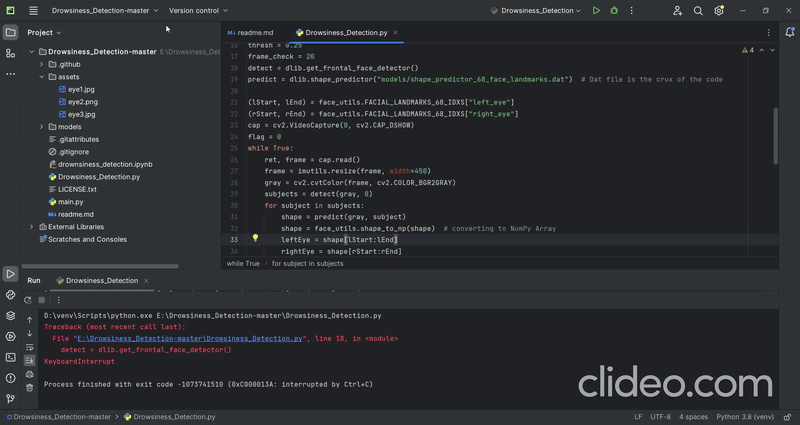 Drowsiness_Detection-master
Version control
Drowsiness_Detection
Project
Drowsiness_Detection-master E:\Drowsiness_Det
.github
assets
eye1.jpg
eye2.png
eye3.jpg
models
.gitattributes
.gitignore
drownsiness_detection.ipynb
Drowsiness_Detection.py
LICENSE.txt
main.py
readme.md
External Libraries
Scratches and Consoles
readme.md
Drowsiness_Detection.py
4
16 thresh = 0.25
17 frame_check = 20
18 detect = dlib.get_frontal_face_detector()
19 predict = dlib.shape_predictor("models/shape_predictor_68_face_landmarks.dat")  # Dat file is the crux of the code
20
21 (lStart, lEnd) = face_utils.FACIAL_LANDMARKS_68_IDXS["left_eye"]
22 (rStart, rEnd) = face_utils.FACIAL_LANDMARKS_68_IDXS["right_eye"]
23 cap = cv2.VideoCapture(0, cv2.CAP_DSHOW)
24 flag = 0
25 while True:
26 ret, frame = cap.read()
27 frame = imutils.resize(frame, width=450)
28 gray = cv2.cvtColor(frame, cv2.COLOR_BGR2GRAY)
29 subjects = detect(gray, 0)
30 for subject in subjects:
31 shape = predict(gray, subject)
32 shape = face_utils.shape_to_np(shape)  # converting to NumPy Array
33 leftEye = shape[lStart:lEnd]
34 rightEye = shape[rStart:rEnd]
while True > for subject in subjects
Run
Drowsiness_Detection
D:\venv\Scripts\python.exe E:\Drowsiness_Detection-master\Drowsiness_Detection.py
Traceback (most recent call last):
File "E:\Drowsiness_Detection-master\Drowsiness_Detection.py", line 18, in <module>
detect = dlib.get_frontal_face_detector()
KeyboardInterrupt
Process finished with exit code -1073741510 (0xC000013A: interrupted by Ctrl+C)
clideo.com
Drowsiness_Detection-master > Drowsiness_Detection.py
LF
UTF-8
4 spaces
Python 3.8 (venv)